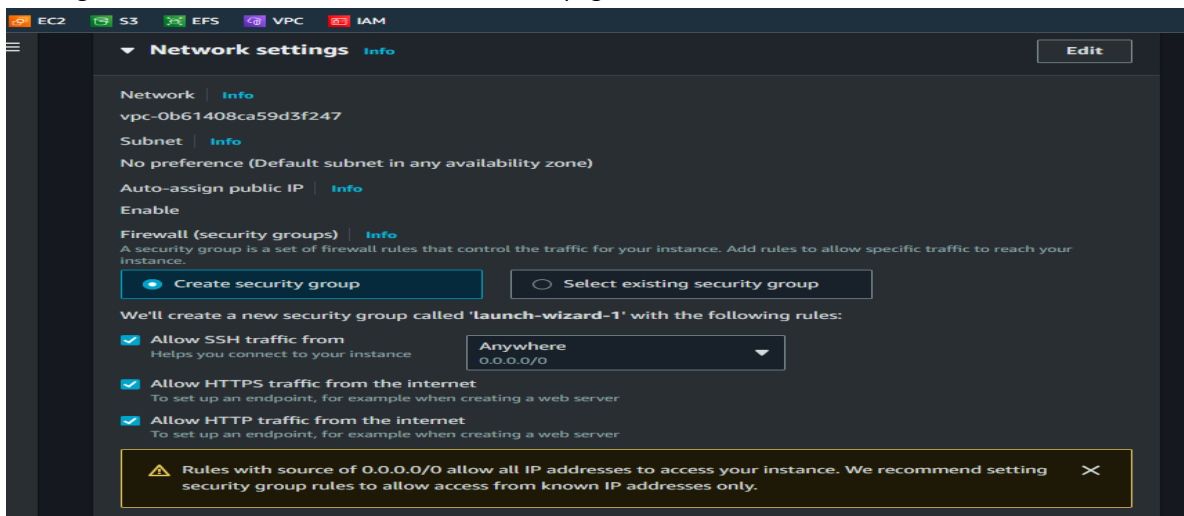 EC2 S3 EFS VPC IAM
Network settings Info Edit
Network Info
vpc-0b61408ca59d3f247
Subnet Info
No preference (Default subnet in any availability zone)
Auto-assign public IP Info
Enable
Firewall (security groups) Info
A security group is a set of firewall rules that control the traffic for your instance. Add rules to allow specific traffic to reach your
instance.
Create security group Select existing security group
We'll create a new security group called 'launch-wizard-1' with the following rules:
Allow SSH traffic from
Helps you connect to your instance
Anywhere
0.0.0.0/0
Allow HTTPS traffic from the internet
To set up an endpoint, for example when creating a web server
Allow HTTP traffic from the internet
To set up an endpoint, for example when creating a web server
Rules with source of 0.0.0.0/0 allow all IP addresses to access your instance. We recommend setting
security group rules to allow access from known IP addresses only.